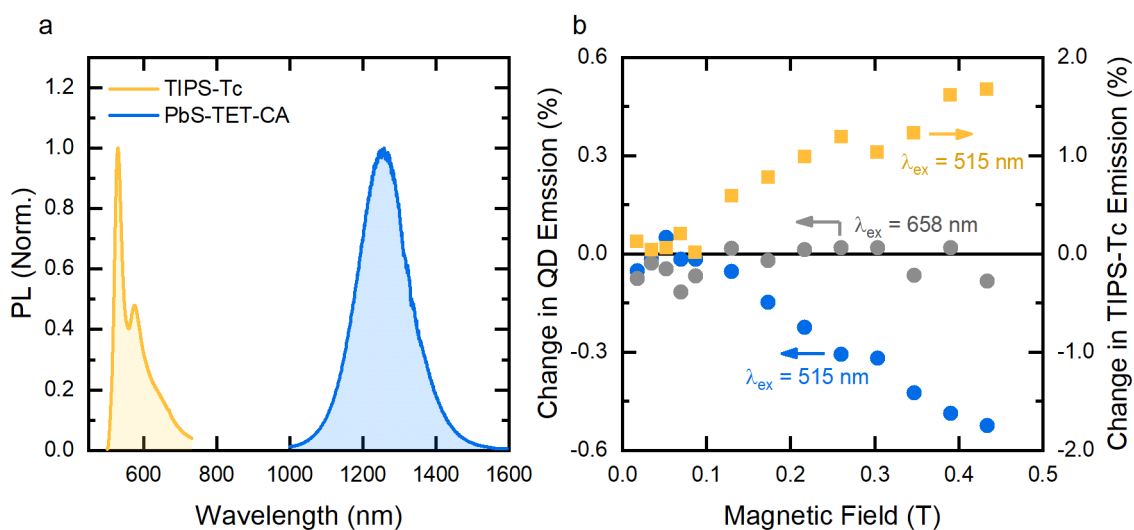 a
TIPS-Tc
PbS-TET-CA
1.2
1.0
0.8
0.6
0.4
0.2
0.0
PL (Norm.)
600
800
1000
1200
1400
1600
Wavelength (nm)
b
0.6
0.3
0.0
-0.3
-0.6
Change in QD Emssion (%)
2.0
1.0
0.0
-1.0
-2.0
Change in TIPS-Tc Emission (%)
λex = 515 nm
λex = 658 nm
λex = 515 nm
0.0
0.1
0.2
0.3
0.4
0.5
Magnetic Field (T)